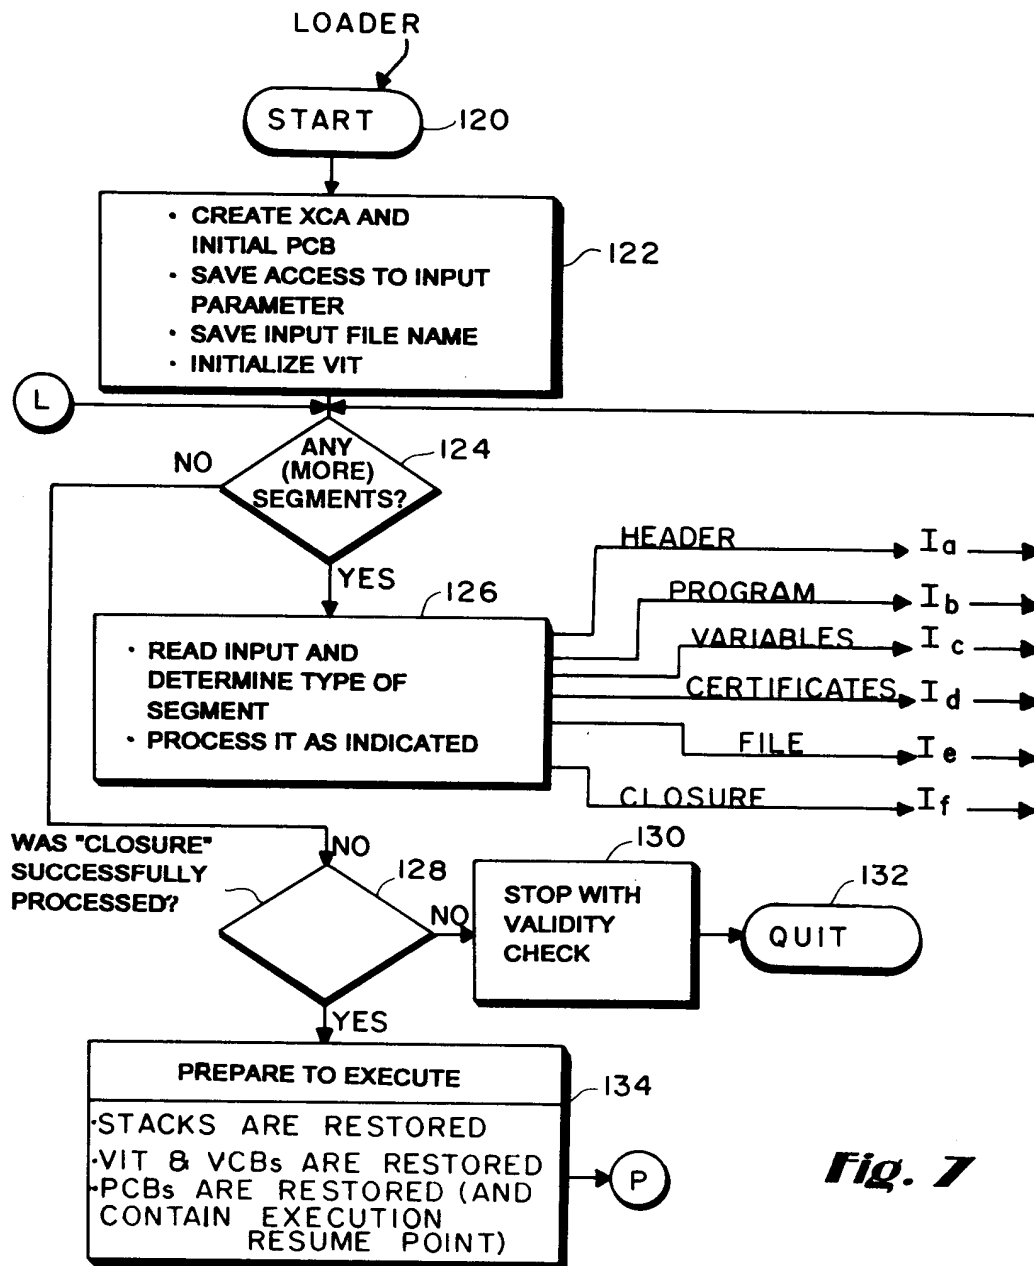 LOADER
START
120
· CREATE XCA AND
INITIAL PCB
· SAVE ACCESS TO INPUT
PARAMETER
· SAVE INPUT FILE NAME
· INITIALIZE VIT
122
L
ANY
(MORE)
SEGMENTS?
124
NO
YES
126
· READ INPUT AND
DETERMINE TYPE OF
SEGMENT
· PROCESS IT AS INDICATED
HEADER
Ia
PROGRAM
Ib
VARIABLES
Ic
CERTIFICATES
Id
FILE
Ie
CLOSURE
If
WAS "CLOSURE"
SUCCESSFULLY
PROCESSED?
NO
128
NO
YES
130
STOP WITH
VALIDITY
CHECK
132
QUIT
PREPARE TO EXECUTE
134
·STACKS ARE RESTORED
·VIT & VCBs ARE RESTORED
·PCBs ARE RESTORED (AND
CONTAIN EXECUTION
RESUME POINT)
P
Fig. 7